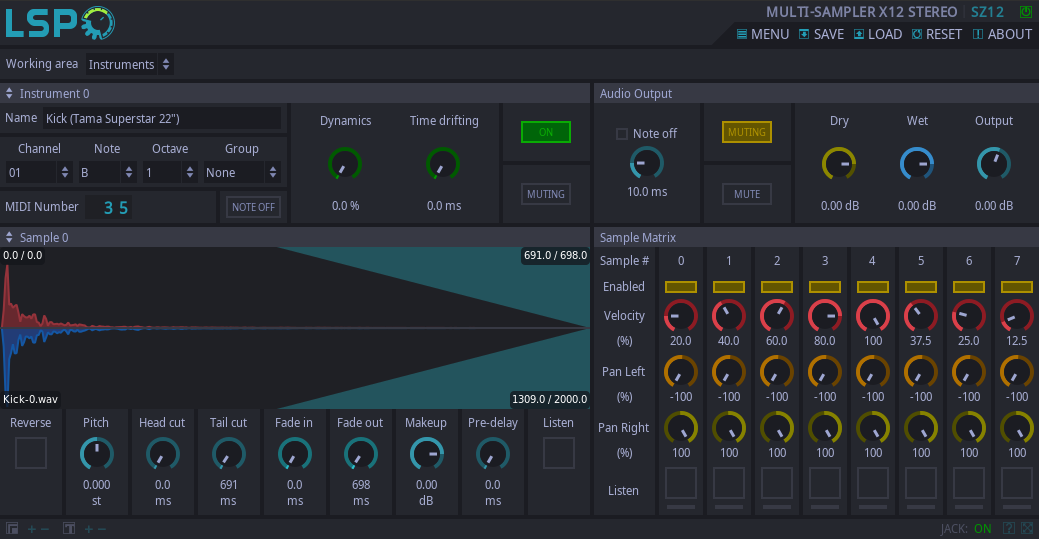 LSP
MULTI-SAMPLER X12 STEREO SZ12
MENU SAVE LOAD RESET ABOUT
Working area Instruments
Instrument 0
Name Kick (Tama Superstar 22")
Channel Note Octave Group
01 B 1 None
MIDI Number 35 NOTE OFF
Dynamics Time drifting
0.0 % 0.0 ms
ON
MUTING
Audio Output
Note off
10.0 ms
MUTING
MUTE
Dry Wet Output
0.00 dB 0.00 dB 0.00 dB
Sample 0
0.0 / 0.0 691.0 / 698.0
Kick-0.wav 1309.0 / 2000.0
Reverse Pitch Head cut Tail cut Fade in Fade out Makeup Pre-delay Listen
0.000 0.0 691 0.0 698 0.00 0.0
st ms ms ms ms dB ms
Sample Matrix
Sample # 0 1 2 3 4 5 6 7
Enabled
Velocity
(%) 20.0 40.0 60.0 80.0 100 37.5 25.0 12.5
Pan Left
(%) -100 -100 -100 -100 -100 -100 -100 -100
Pan Right
(%) 100 100 100 100 100 100 100 100
Listen
+ - T + - JACK: ON ?